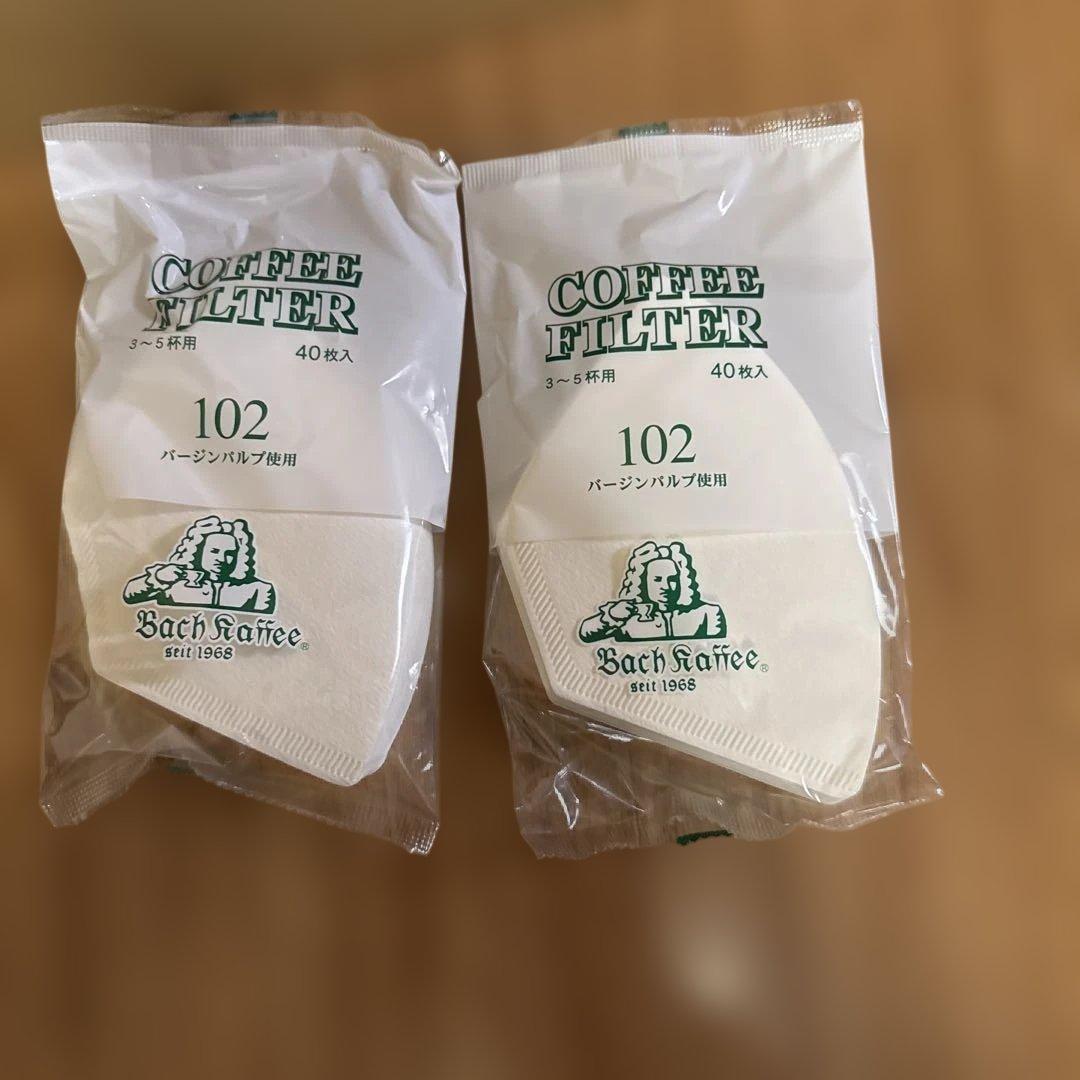 COFFEE
FILTER
3～5杯用
40枚入
102
バージンパルプ使用
Bach Kaffee®
seit 1968
COFFEE
FILTER
3～5杯用
40枚入
102
バージンパルプ使用
Bach Kaffee®
seit 1968